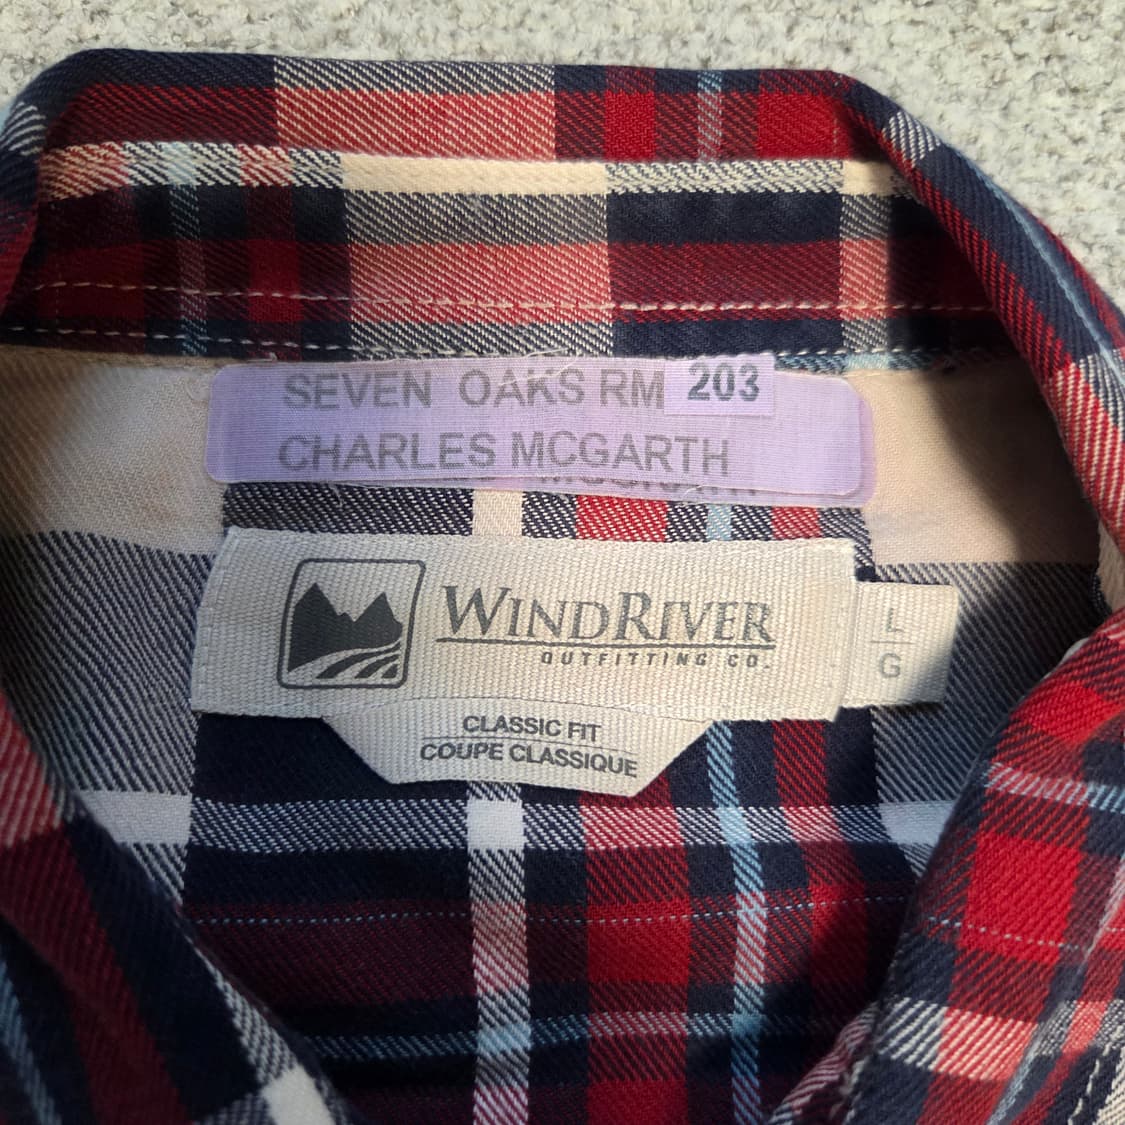 SEVEN OAKS RM 203
CHARLES MCGARTH
WINDRIVER
OUTFITTING CO.
L
G
CLASSIC FIT
COUPE CLASSIQUE